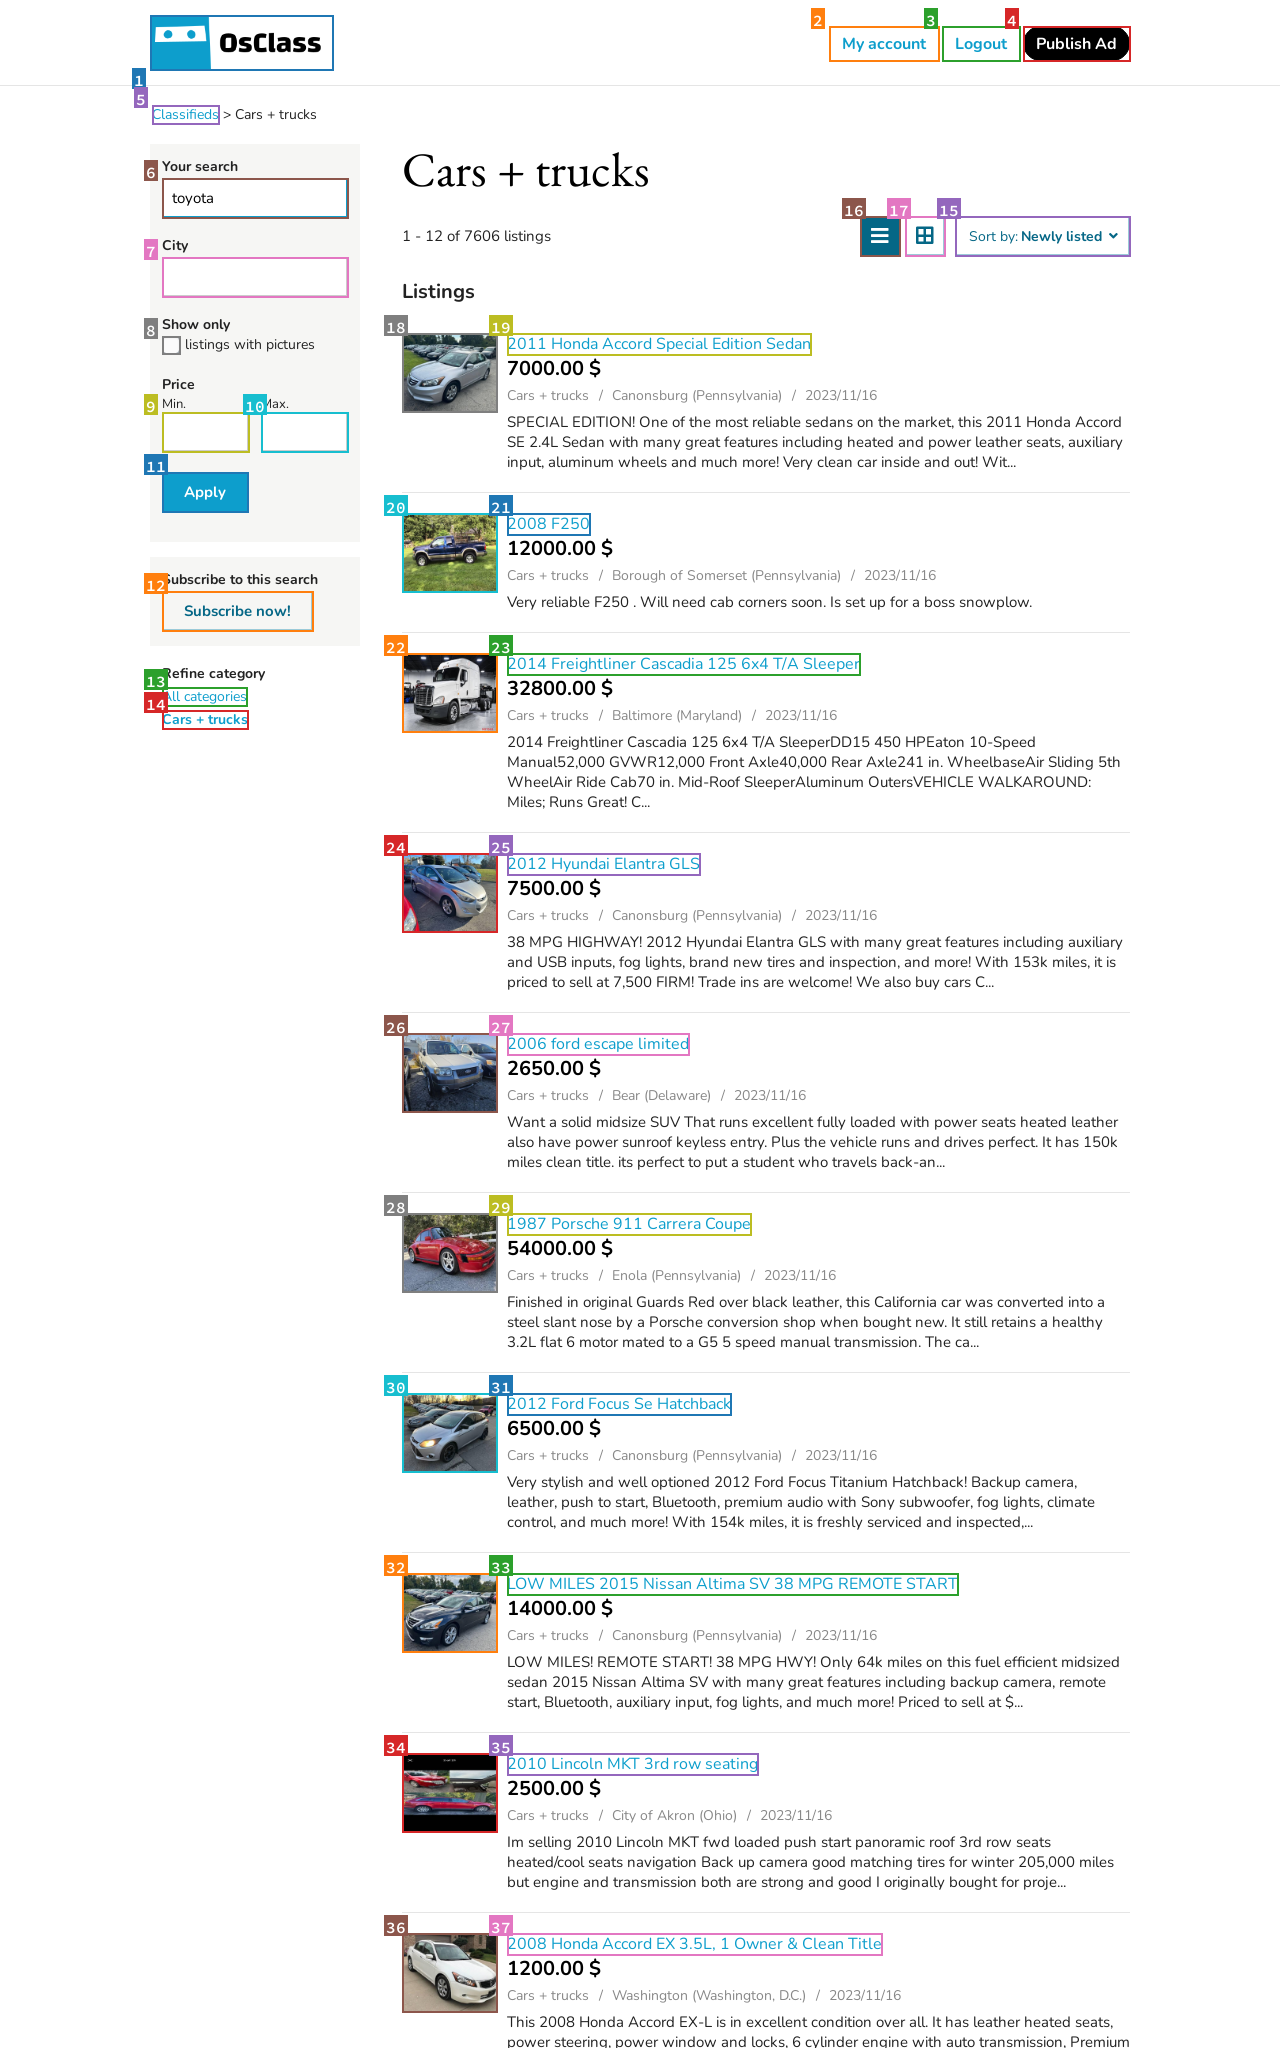 OsClass
My account
Logout
Publish Ad
1
2
3
4
5
Classifieds > Cars + trucks
6
Your search
toyota
7
City
8
Show only
listings with pictures
Price
9
Min.
10
Max.
11
Apply
12
Subscribe to this search
Subscribe now!
Refine category
13
All categories
14
Cars + trucks
Cars + trucks
1 - 12 of 7606 listings
16
17
15
Sort by: Newly listed
Listings
18
19
2011 Honda Accord Special Edition Sedan
7000.00 $
Cars + trucks / Canonsburg (Pennsylvania) / 2023/11/16
SPECIAL EDITION! One of the most reliable sedans on the market, this 2011 Honda Accord
SE 2.4L Sedan with many great features including heated and power leather seats, auxiliary
input, aluminum wheels and much more! Very clean car inside and out! Wit...
20
21
2008 F250
12000.00 $
Cars + trucks / Borough of Somerset (Pennsylvania) / 2023/11/16
Very reliable F250 . Will need cab corners soon. Is set up for a boss snowplow.
22
23
2014 Freightliner Cascadia 125 6x4 T/A Sleeper
32800.00 $
Cars + trucks / Baltimore (Maryland) / 2023/11/16
2014 Freightliner Cascadia 125 6x4 T/A SleeperDD15 450 HPEaton 10-Speed
Manual52,000 GVWR12,000 Front Axle40,000 Rear Axle241 in. WheelbaseAir Sliding 5th
WheelAir Ride Cab70 in. Mid-Roof SleeperAluminum OutersVEHICLE WALKAROUND:
Miles; Runs Great! C...
24
25
2012 Hyundai Elantra GLS
7500.00 $
Cars + trucks / Canonsburg (Pennsylvania) / 2023/11/16
38 MPG HIGHWAY! 2012 Hyundai Elantra GLS with many great features including auxiliary
and USB inputs, fog lights, brand new tires and inspection, and more! With 153k miles, it is
priced to sell at 7,500 FIRM! Trade ins are welcome! We also buy cars C...
26
27
2006 ford escape limited
2650.00 $
Cars + trucks / Bear (Delaware) / 2023/11/16
Want a solid midsize SUV That runs excellent fully loaded with power seats heated leather
also have power sunroof keyless entry. Plus the vehicle runs and drives perfect. It has 150k
miles clean title. its perfect to put a student who travels back-an...
28
29
1987 Porsche 911 Carrera Coupe
54000.00 $
Cars + trucks / Enola (Pennsylvania) / 2023/11/16
Finished in original Guards Red over black leather, this California car was converted into a
steel slant nose by a Porsche conversion shop when bought new. It still retains a healthy
3.2L flat 6 motor mated to a G5 5 speed manual transmission. The ca...
30
31
2012 Ford Focus Se Hatchback
6500.00 $
Cars + trucks / Canonsburg (Pennsylvania) / 2023/11/16
Very stylish and well optioned 2012 Ford Focus Titanium Hatchback! Backup camera,
leather, push to start, Bluetooth, premium audio with Sony subwoofer, fog lights, climate
control, and much more! With 154k miles, it is freshly serviced and inspected,...
32
33
LOW MILES 2015 Nissan Altima SV 38 MPG REMOTE START
14000.00 $
Cars + trucks / Canonsburg (Pennsylvania) / 2023/11/16
LOW MILES! REMOTE START! 38 MPG HWY! Only 64k miles on this fuel efficient midsized
sedan 2015 Nissan Altima SV with many great features including backup camera, remote
start, Bluetooth, auxiliary input, fog lights, and much more! Priced to sell at $...
34
35
2010 Lincoln MKT 3rd row seating
2500.00 $
Cars + trucks / City of Akron (Ohio) / 2023/11/16
Im selling 2010 Lincoln MKT fwd loaded push start panoramic roof 3rd row seats
heated/cool seats navigation Back up camera good matching tires for winter 205,000 miles
but engine and transmission both are strong and good I originally bought for proje...
36
37
2008 Honda Accord EX 3.5L, 1 Owner & Clean Title
1200.00 $
Cars + trucks / Washington (Washington, D.C.) / 2023/11/16
This 2008 Honda Accord EX-L is in excellent condition over all. It has leather heated seats,
power steering, power window and locks, 6 cylinder engine with auto transmission, Premium